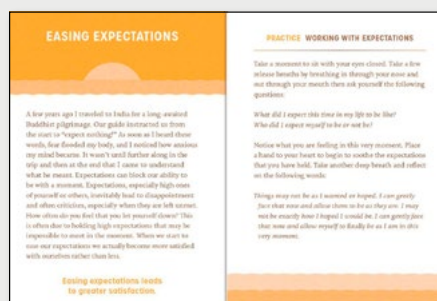 EASING EXPECTATIONS
A few years ago I traveled to India for a long-awaited
Buddhist pilgrimage. Our guide instructed us from
the start to "expect nothing!" As soon as I heard these
words, fear flooded my body, and I noticed how anxious
my mind became. It wasn't until further along in the
trip and then at the end that I came to understand
what he meant. Expectations can block our ability to
be with a moment. Expectations, especially high ones
of yourself or others, inevitably lead to disappointment
and often criticism, especially when they are left unmet.
How often do you feel that you let yourself down? This
is often due to holding high expectations that may be
impossible to meet in the moment. When we start to
ease our expectations we actually become more satisfied
with ourselves rather than less.
Easing expectations leads
to greater satisfaction.
PRACTICE WORKING WITH EXPECTATIONS
Take a moment to sit with your eyes closed. Take a few
release breaths by breathing in through your nose and
out through your mouth then ask yourself the following
questions:
What did I expect this time in my life to be like?
Who did I expect myself to be or not be?
Notice what you are feeling in this very moment. Place
a hand to your heart to begin to soothe the expectations
that you have held. Take another deep breath and reflect
on the following words:
Things may not be as I wanted or hoped. I can gently
face that now and allow them to be as they are. I may
not be exactly how I hoped I would be. I can gently face
that now and allow myself to finally be as I am in this
very moment.